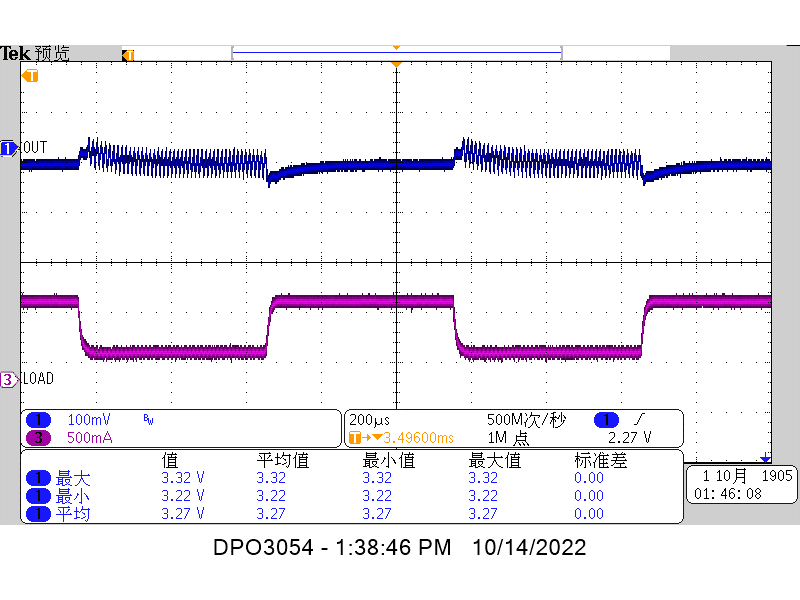 Tek 预览
T
T
1 OUT
3 LOAD
1 100mV BW
3 500mA
200µs 500M次/秒 1
T→▼3.49600ms 1M 点 2.27 V
值 平均值 最小值 最大值 标准差
1 最大 3.32 V 3.32 3.32 3.32 0.00
1 最小 3.22 V 3.22 3.22 3.22 0.00
1 平均 3.27 V 3.27 3.27 3.27 0.00
1 10月 1905
01:46:08
DPO3054 - 1:38:46 PM 10/14/2022